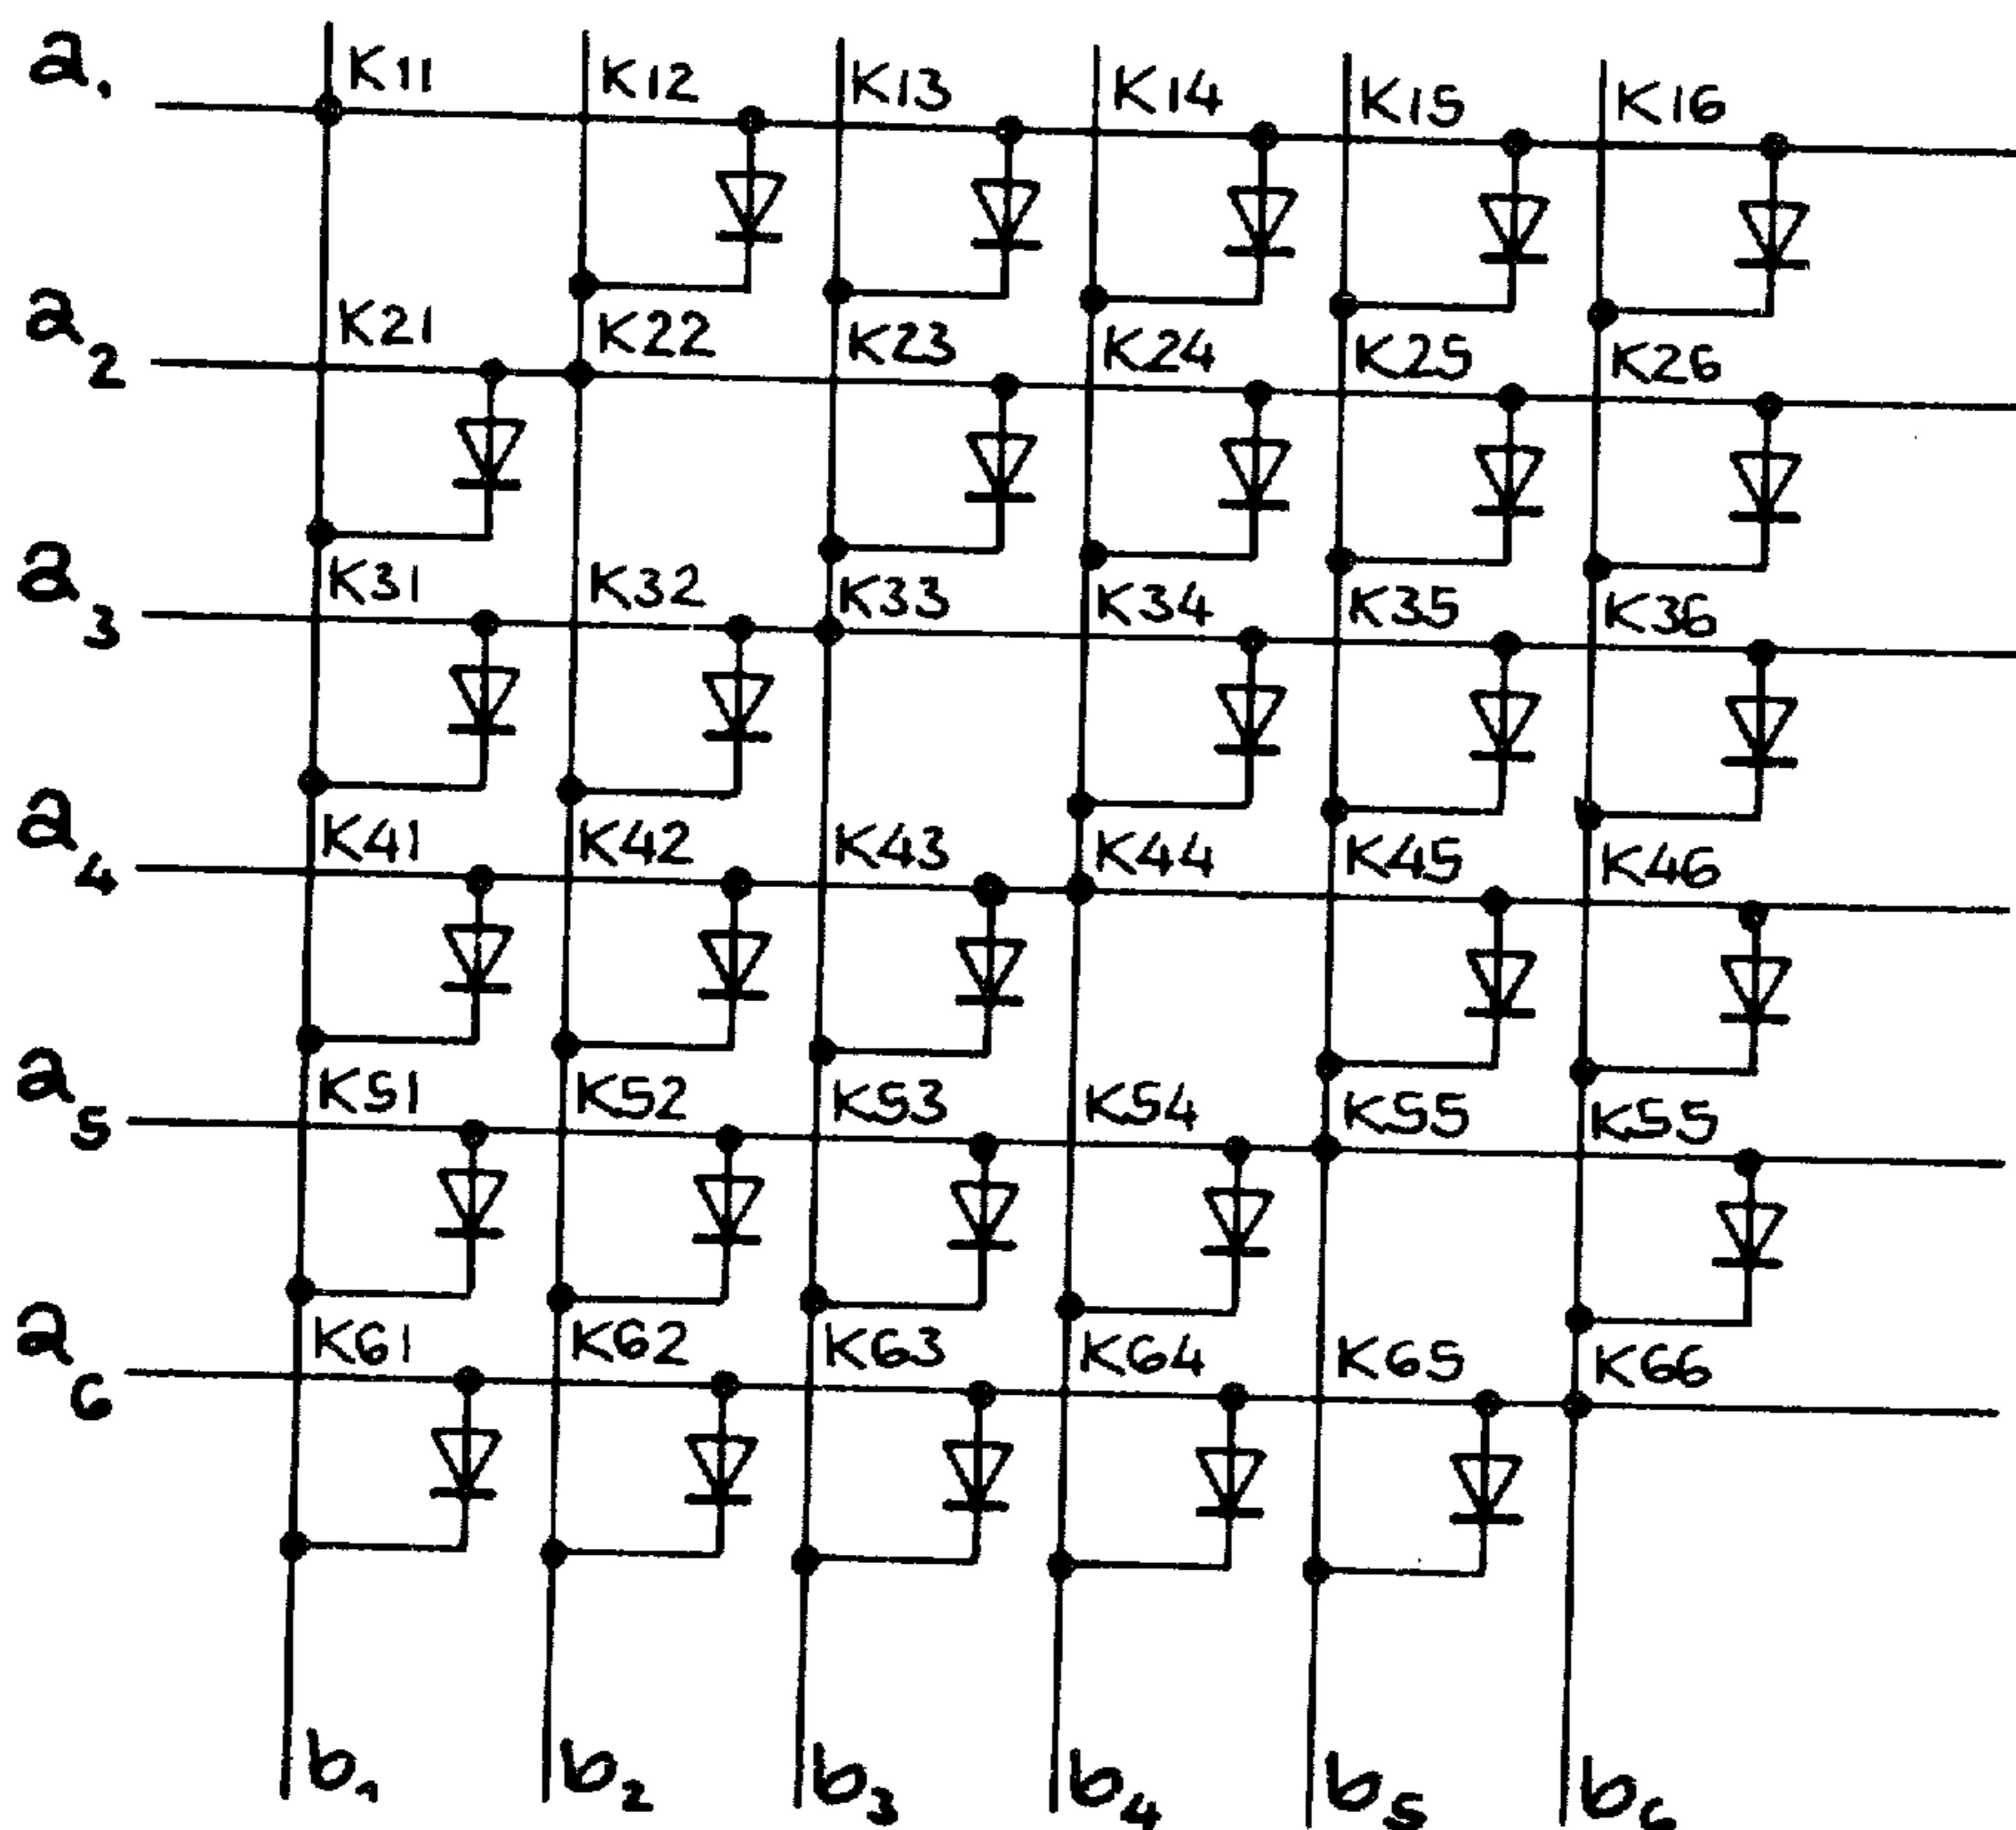 a1 K11 K12 K13 K14 K15 K16
a2 K21 K22 K23 K24 K25 K26
a3 K31 K32 K33 K34 K35 K36
a4 K41 K42 K43 K44 K45 K46
a5 K51 K52 K53 K54 K55 K55
a6 K61 K62 K63 K64 K65 K66
b1 b2 b3 b4 b5 b6